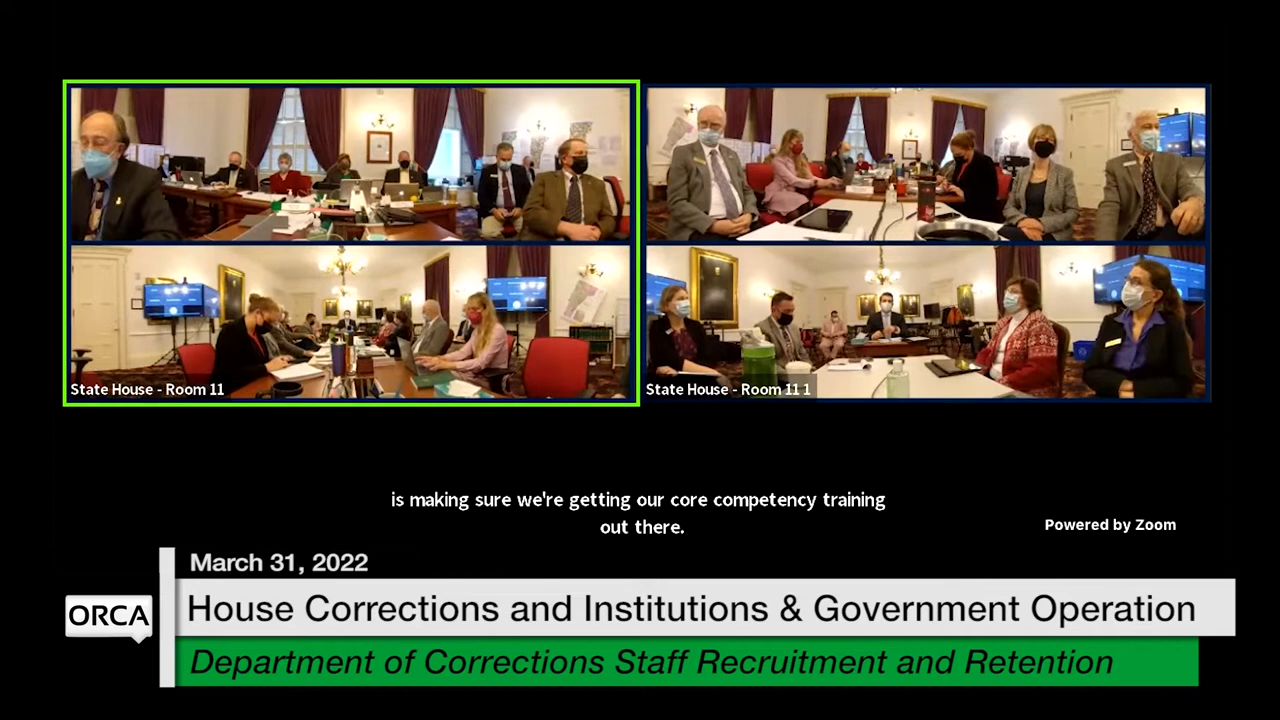 State House - Room 11
State House - Room 11 1
is making sure we're getting our core competency training
out there.
Powered by Zoom
March 31, 2022
ORCA
House Corrections and Institutions & Government Operation
Department of Corrections Staff Recruitment and Retention